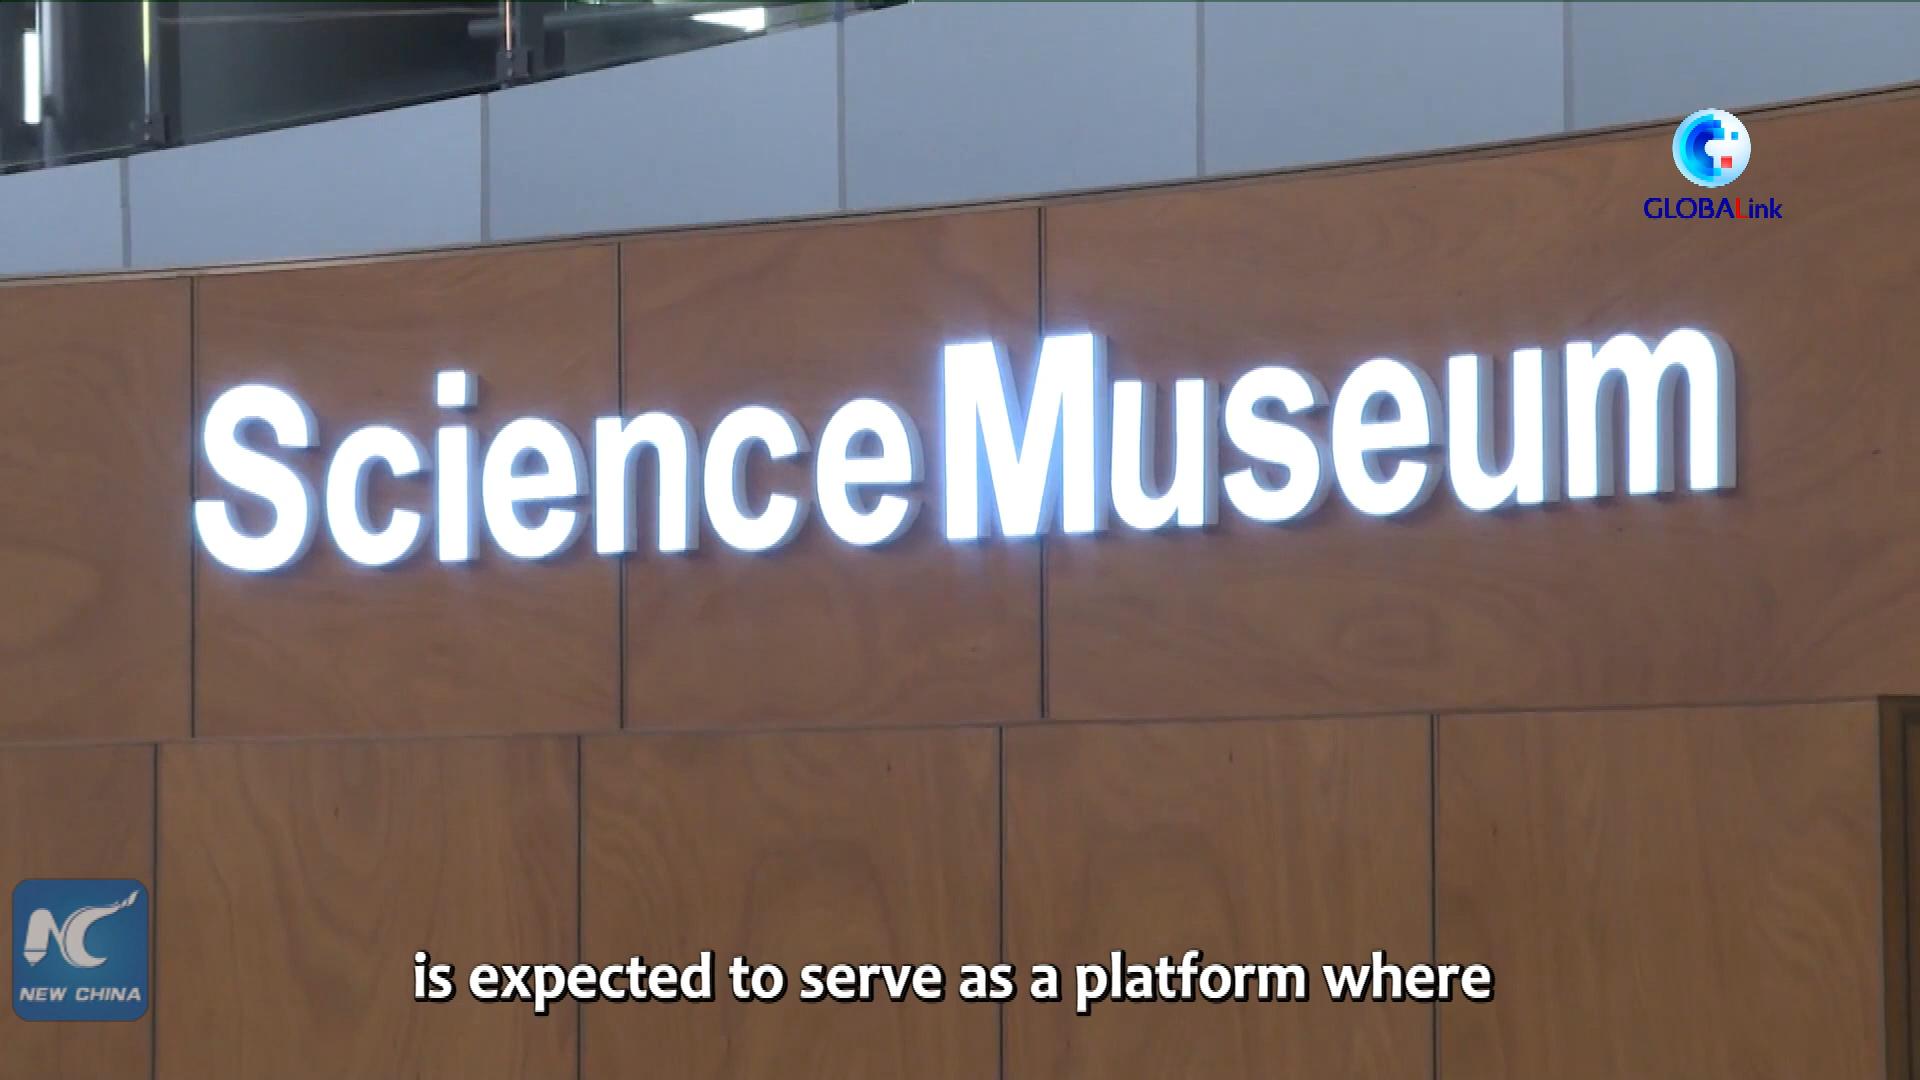 GLOBALink
Science Museum
NEW CHINA
is expected to serve as a platform where